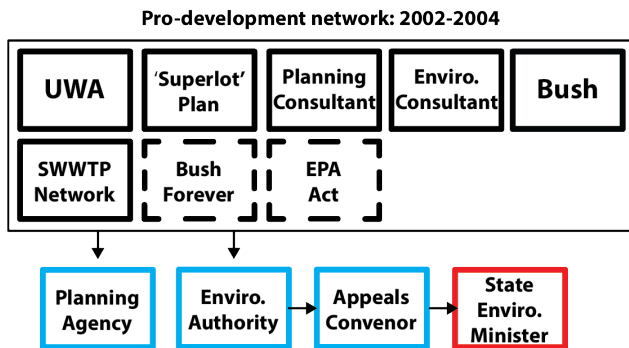 Pro-development network: 2002-2004
UWA
‘Superlot’
Plan
Planning
Consultant
Enviro.
Consultant
Bush
SWWTP
Network
Bush
Forever
EPA
Act
Planning
Agency
Enviro.
Authority
Appeals
Convenor
State
Enviro.
Minister